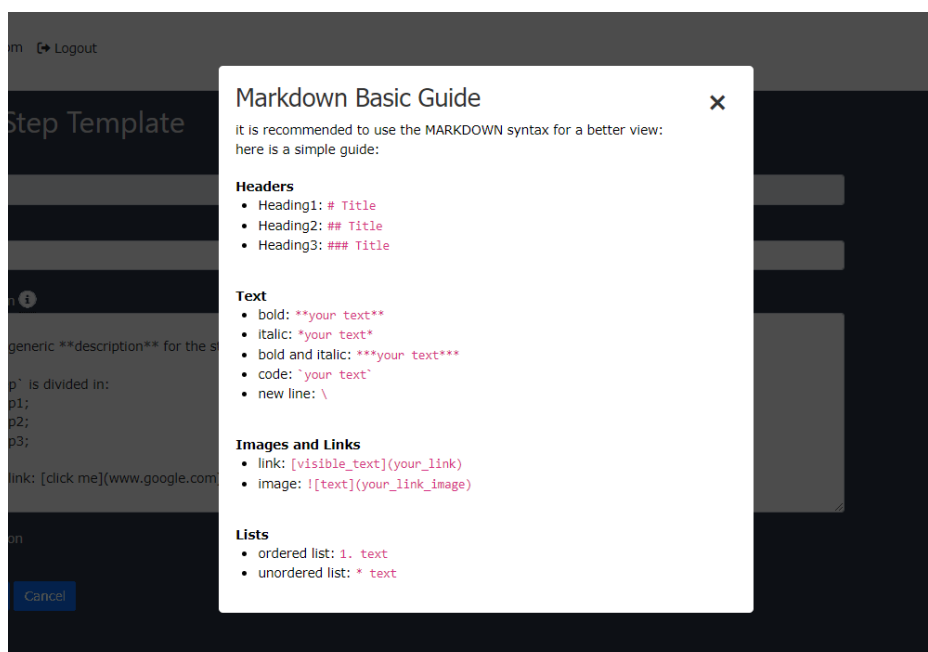 om Logout
Step Template
Markdown Basic Guide
it is recommended to use the MARKDOWN syntax for a better view:
here is a simple guide:
Headers
• Heading1: # Title
• Heading2: ## Title
• Heading3: ### Title
Text
• bold: **your text**
• italic: *your text*
• bold and italic: ***your text***
• code: `your text`
• new line: \
Images and Links
• link: [visible_text](your_link)
• image: ![text](your_link_image)
Lists
• ordered list: 1. text
• unordered list: * text
n
generic **description** for the st
p` is divided in:
p1;
p2;
p3;
link: [click me](www.google.com
on
Cancel